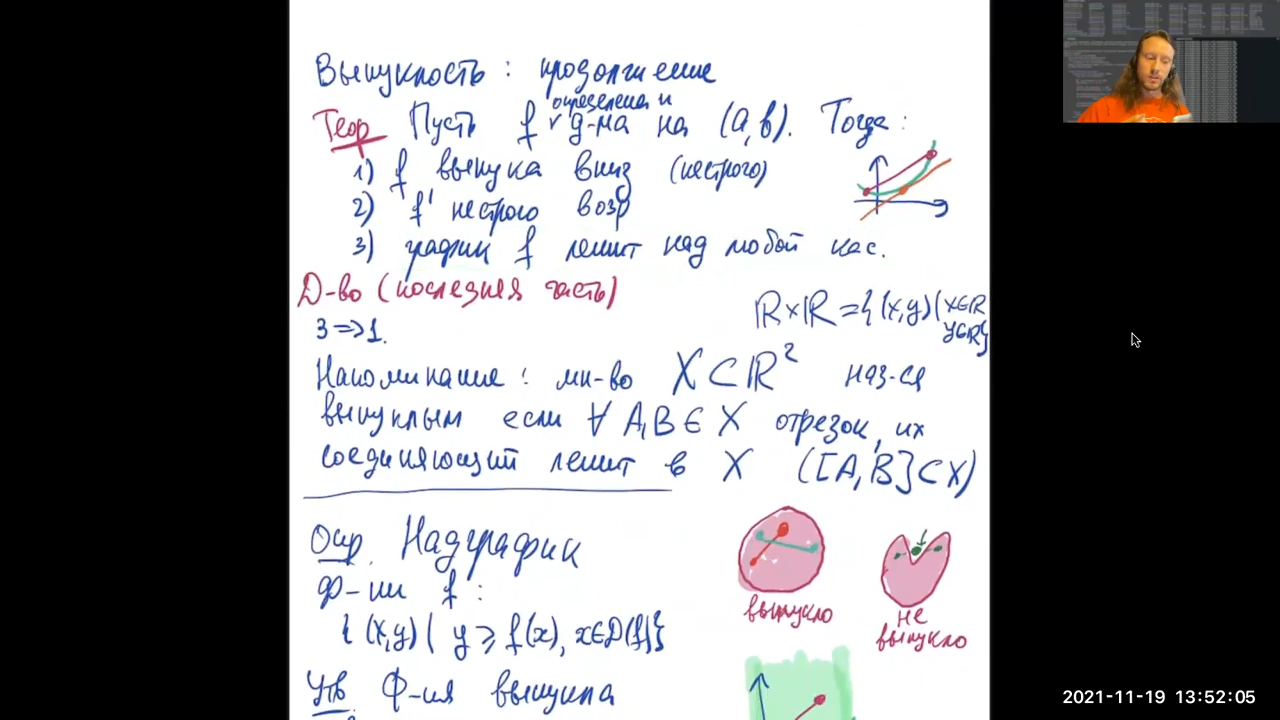 Выпуклость: продолжение
определена и
Теор Пусть f v д-ма на (a,b). Тогда:
1) f выпукла вниз (нестрого)
2) f' нестрого возр
3) график f лежит над любой кас.
Д-во (последняя часть)
ℝ×ℝ={(x,y)|x∈ℝ
y∈ℝ}
3=>1.
Напоминание: мн-во X⊂ℝ² наз-ся
выпуклым если ∀ A,B∈X отрезок, их
соединяющий лежит в X ([A,B]⊂X)
Опр. Надграфик
ф-ии f:
{(x,y)| y≥f(x), x∈D(f)}
выпукло
не
выпукло
Утв Ф-ия выпукла
2021-11-19 13:52:05